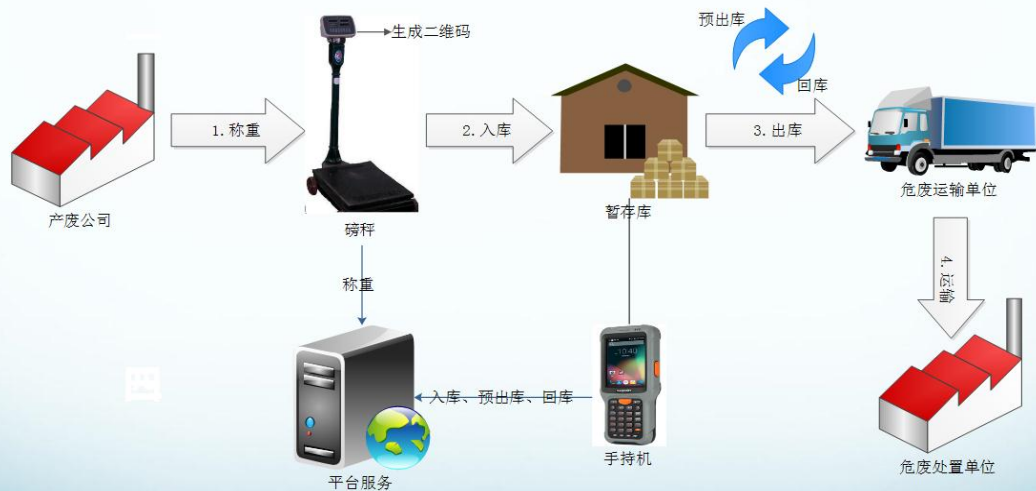 预出库
生成二维码
回库
1.称重
2.入库
3.出库
产废公司
磅秤
暂存库
危废运输单位
4.运输
称重
10:40
入库、预出库、回库
平台服务
手持机
危废处置单位